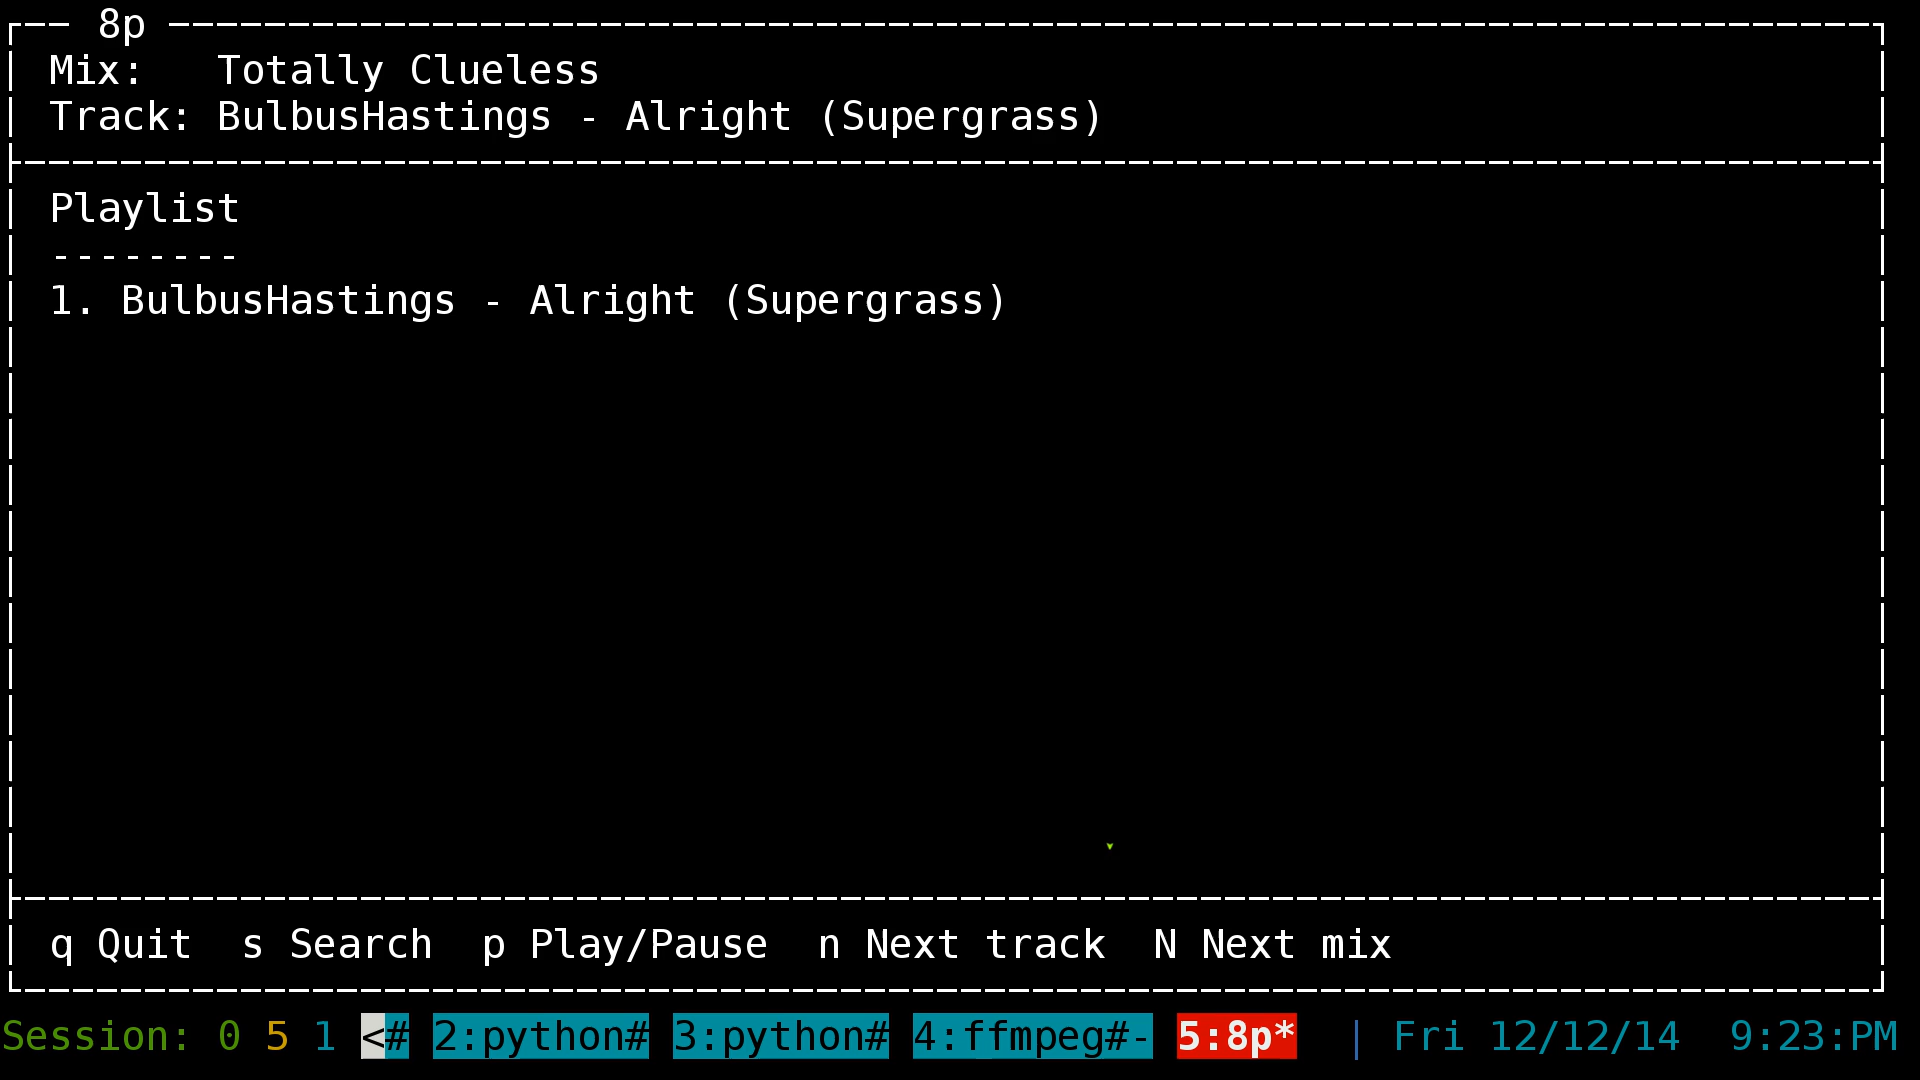 8p
Mix:   Totally Clueless
Track: BulbusHastings - Alright (Supergrass)
Playlist
--------
1. BulbusHastings - Alright (Supergrass)
q Quit  s Search  p Play/Pause  n Next track  N Next mix
Session: 0 5 1 <# 2:python# 3:python# 4:ffmpeg#- 5:8p*  | Fri 12/12/14  9:23:PM